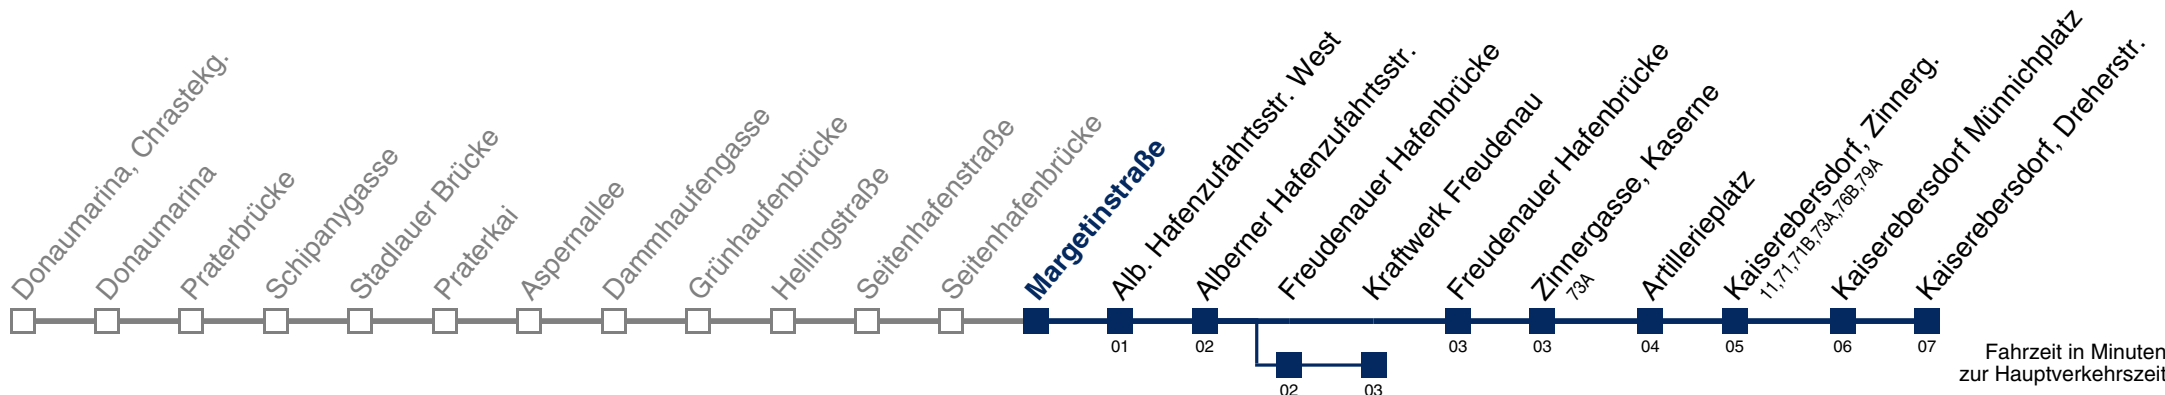 Donaumarina, Chrastekg.
Donaumarina
Praterbrücke
Schipanygasse
Stadlauer Brücke
Praterkai
Aspernallee
Dammhaufengasse
Grünhaufenbrücke
Hellingstraße
Seitenhafenstraße
Seitenhafenbrücke
Margetinstraße
Alb. Hafenzufahrtsstr. West
Alberner Hafenzufahrtsstr.
Freudenauer Hafenbrücke
Kraftwerk Freudenau
Freudenauer Hafenbrücke
Zinnergasse, Kaserne
73A
Artillerieplatz
Kaiserebersdorf, Zinnerg.
11,71,71B,73A,76B,79A
Kaiserebersdorf Münnichplatz
Kaiserebersdorf, Dreherstr.
01
02
03
03
04
05
06
07
02
03
Fahrzeit in Minuten
zur Hauptverkehrszeit